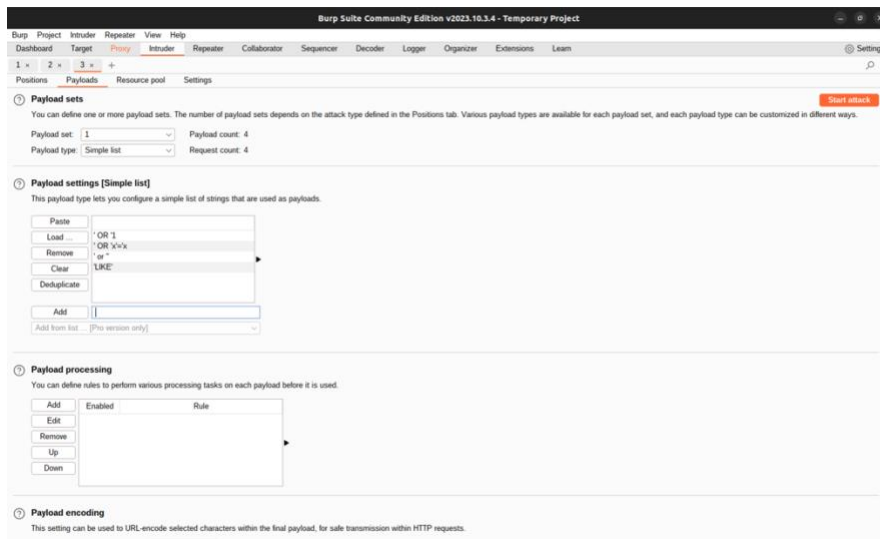 Burp Suite Community Edition v2023.10.3.4 - Temporary Project
Burp Project Intruder Repeater View Help
Dashboard Target Proxy Intruder Repeater Collaborator Sequencer Decoder Logger Organizer Extensions Learn Setting
1 × 2 × 3 × +
Positions Payloads Resource pool Settings
Payload sets
Start attack
You can define one or more payload sets. The number of payload sets depends on the attack type defined in the Positions tab. Various payload types are available for each payload set, and each payload type can be customized in different ways.
Payload set: 1 Payload count: 4
Payload type: Simple list Request count: 4
Payload settings [Simple list]
This payload type lets you configure a simple list of strings that are used as payloads.
Paste
Load ... ' OR '1
' OR 'x'='x
Remove ' or "
Clear 'LIKE'
Deduplicate
Add
Add from list ... [Pro version only]
Payload processing
You can define rules to perform various processing tasks on each payload before it is used.
Add Enabled Rule
Edit
Remove
Up
Down
Payload encoding
This setting can be used to URL-encode selected characters within the final payload, for safe transmission within HTTP requests.